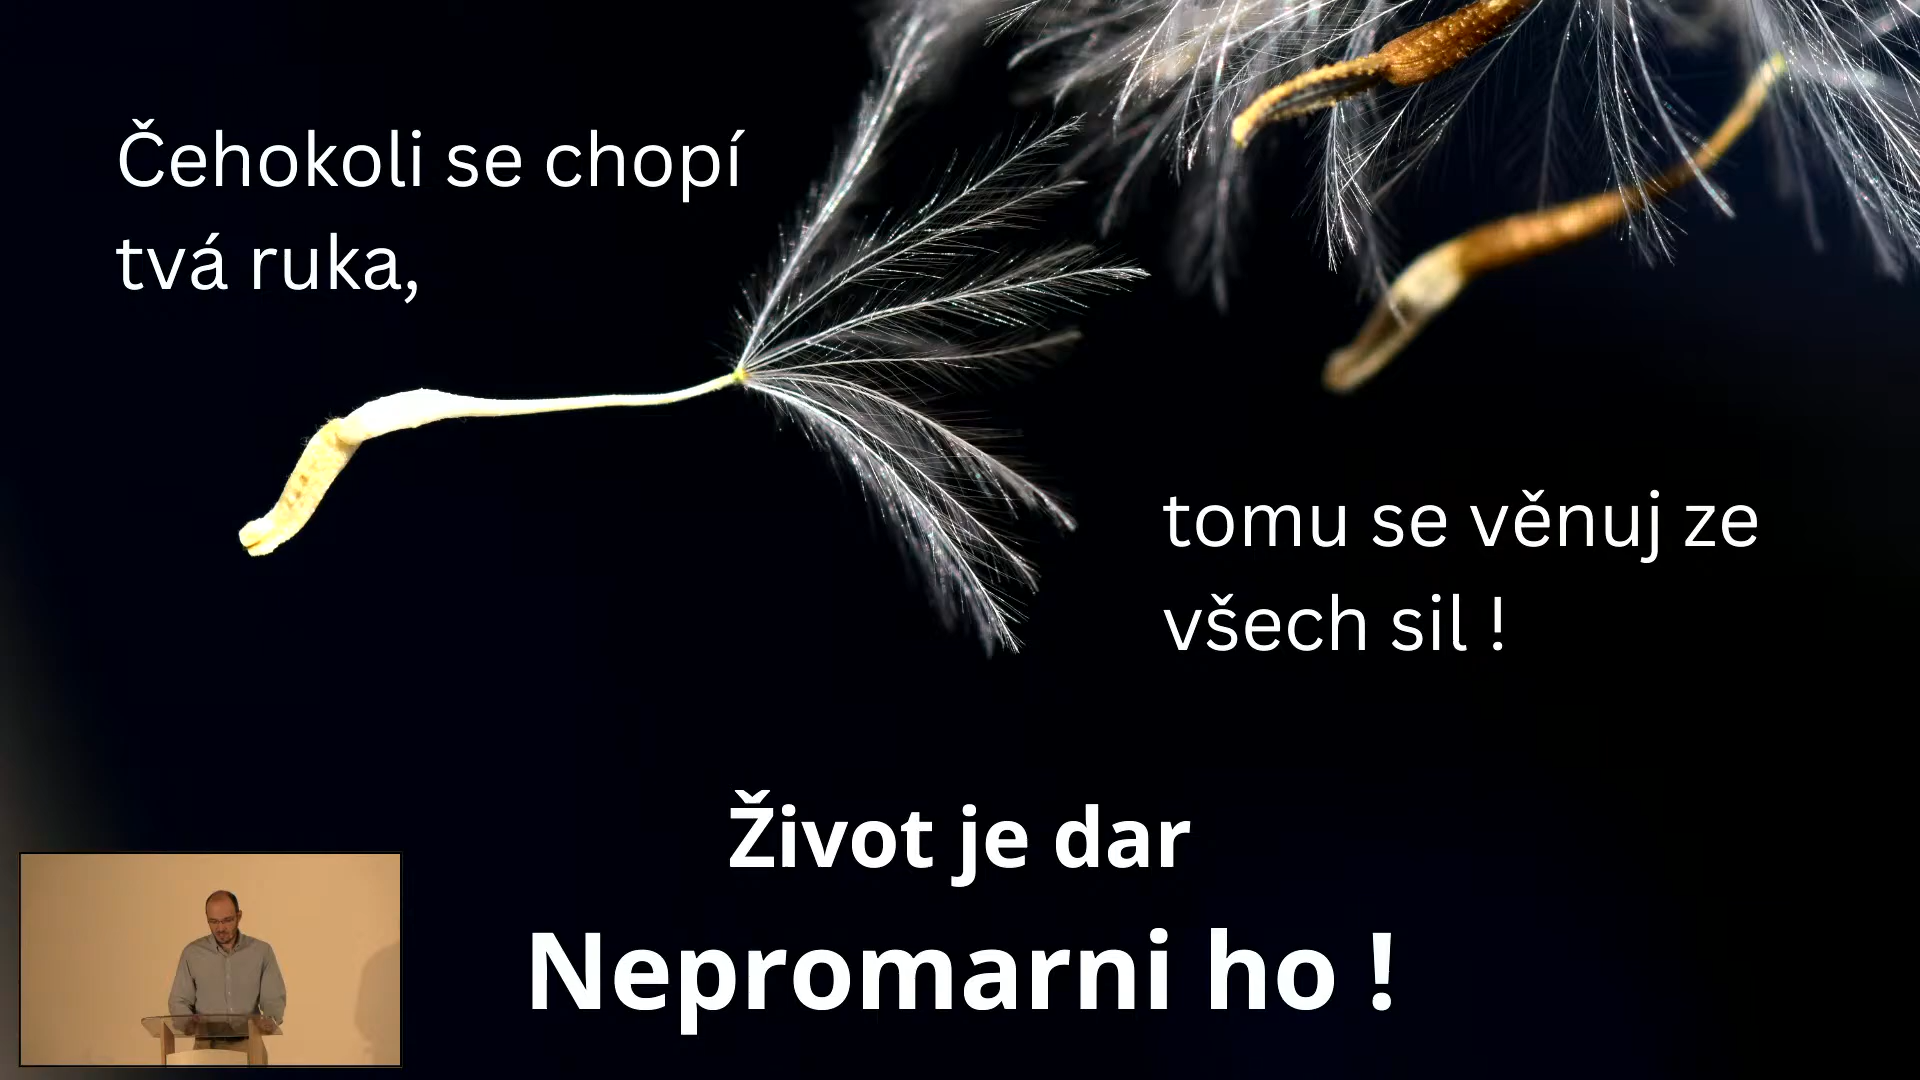 Čehokoli se chopí
tvá ruka,
tomu se věnuj ze
všech sil !
Život je dar
Nepromarni ho !